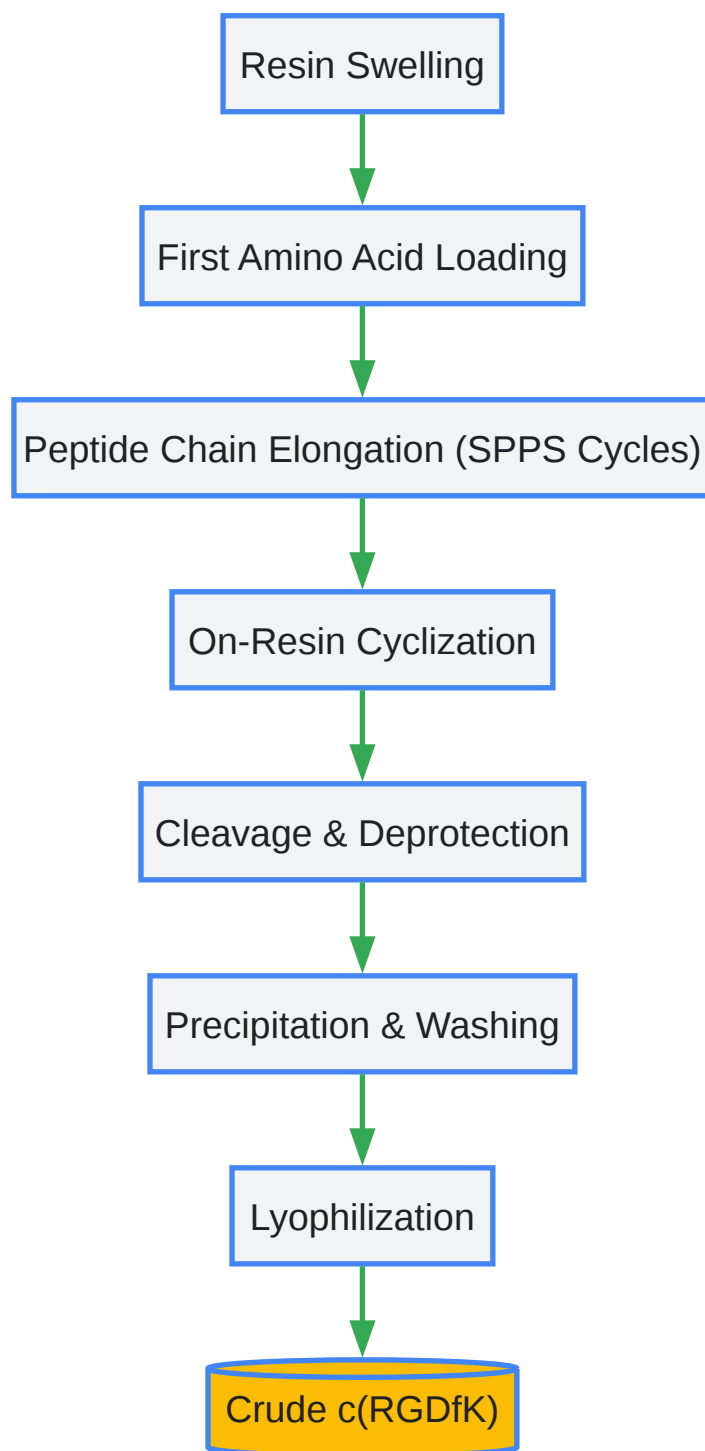 Resin Swelling
First Amino Acid Loading
Peptide Chain Elongation (SPPS Cycles)
On-Resin Cyclization
Cleavage & Deprotection
Precipitation & Washing
Lyophilization
Crude c(RGDfK)